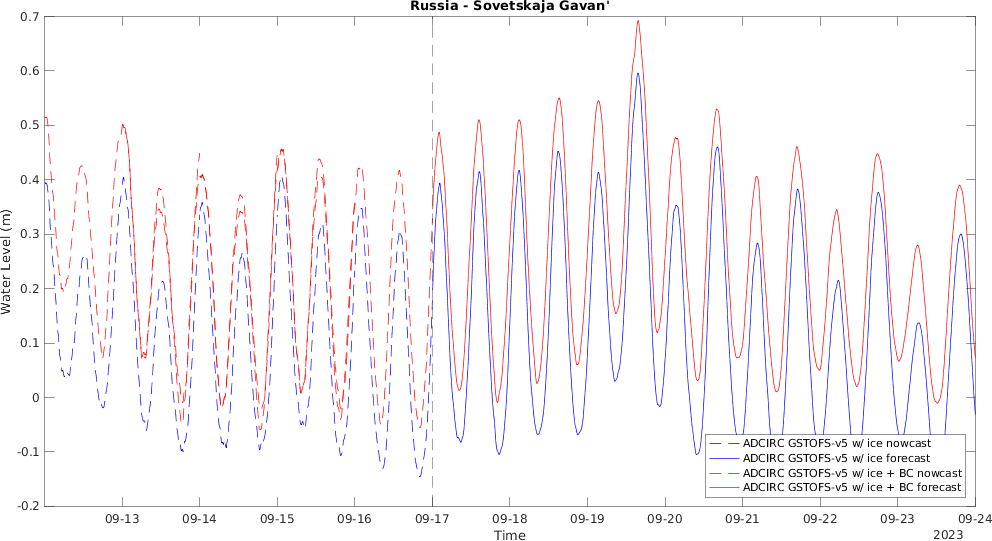 Russia - Sovetskaja Gavan'
0.7
0.6
0.5
0.4
0.3
0.2
0.1
0
-0.1
-0.2
Water Level (m)
ADCIRC GSTOFS-v5 w/ ice nowcast
ADCIRC GSTOFS-v5 w/ ice forecast
ADCIRC GSTOFS-v5 w/ ice + BC nowcast
ADCIRC GSTOFS-v5 w/ ice + BC forecast
09-13 09-14 09-15 09-16 09-17 09-18 09-19 09-20 09-21 09-22 09-23 09-24
Time
2023